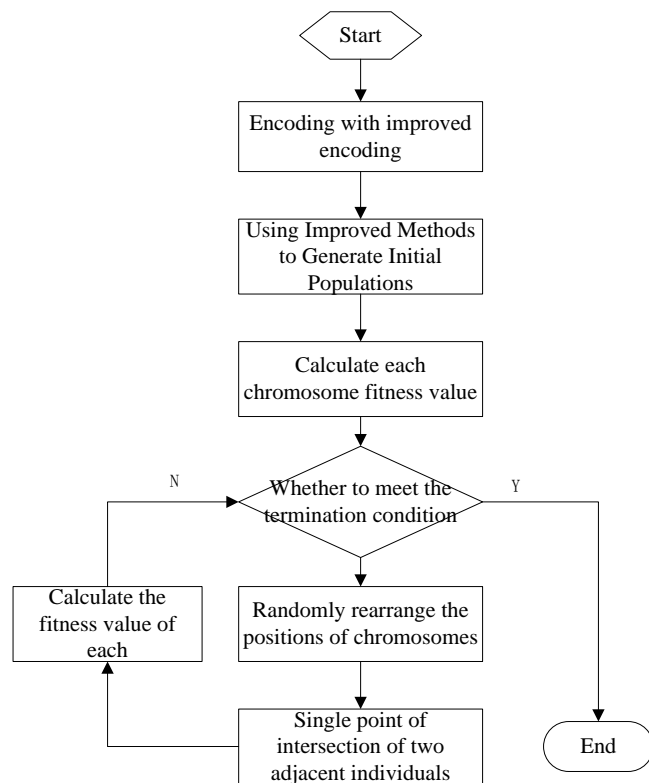 Start
Encoding with improved
encoding
Using Improved Methods
to Generate Initial
Populations
Calculate each
chromosome fitness value
N
Whether to meet the
termination condition
Y
Calculate the
fitness value of
each
Randomly rearrange the
positions of chromosomes
Single point of
intersection of two
adjacent individuals
End